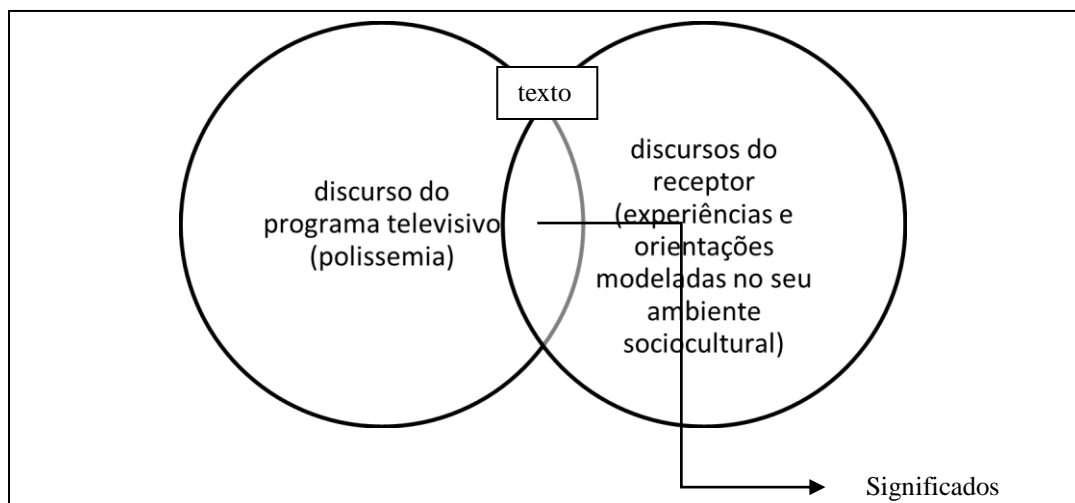 texto
discurso do
programa televisivo
(polissemia)
discursos do
receptor
(experiências e
orientações
modeladas no seu
ambiente
sociocultural)
Significados